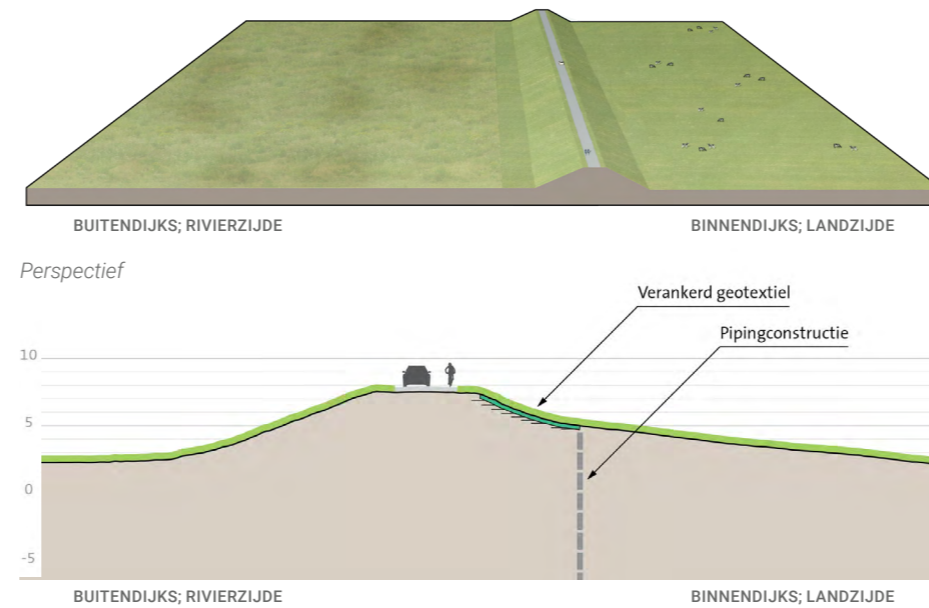 BUITENDIJKS; RIVIERZIJDE BINNENDIJKS; LANDZIJDE
Perspectief
Verankerd geotextiel
Pipingconstructie
10
5
0
-5
BUITENDIJKS; RIVIERZIJDE BINNENDIJKS; LANDZIJDE